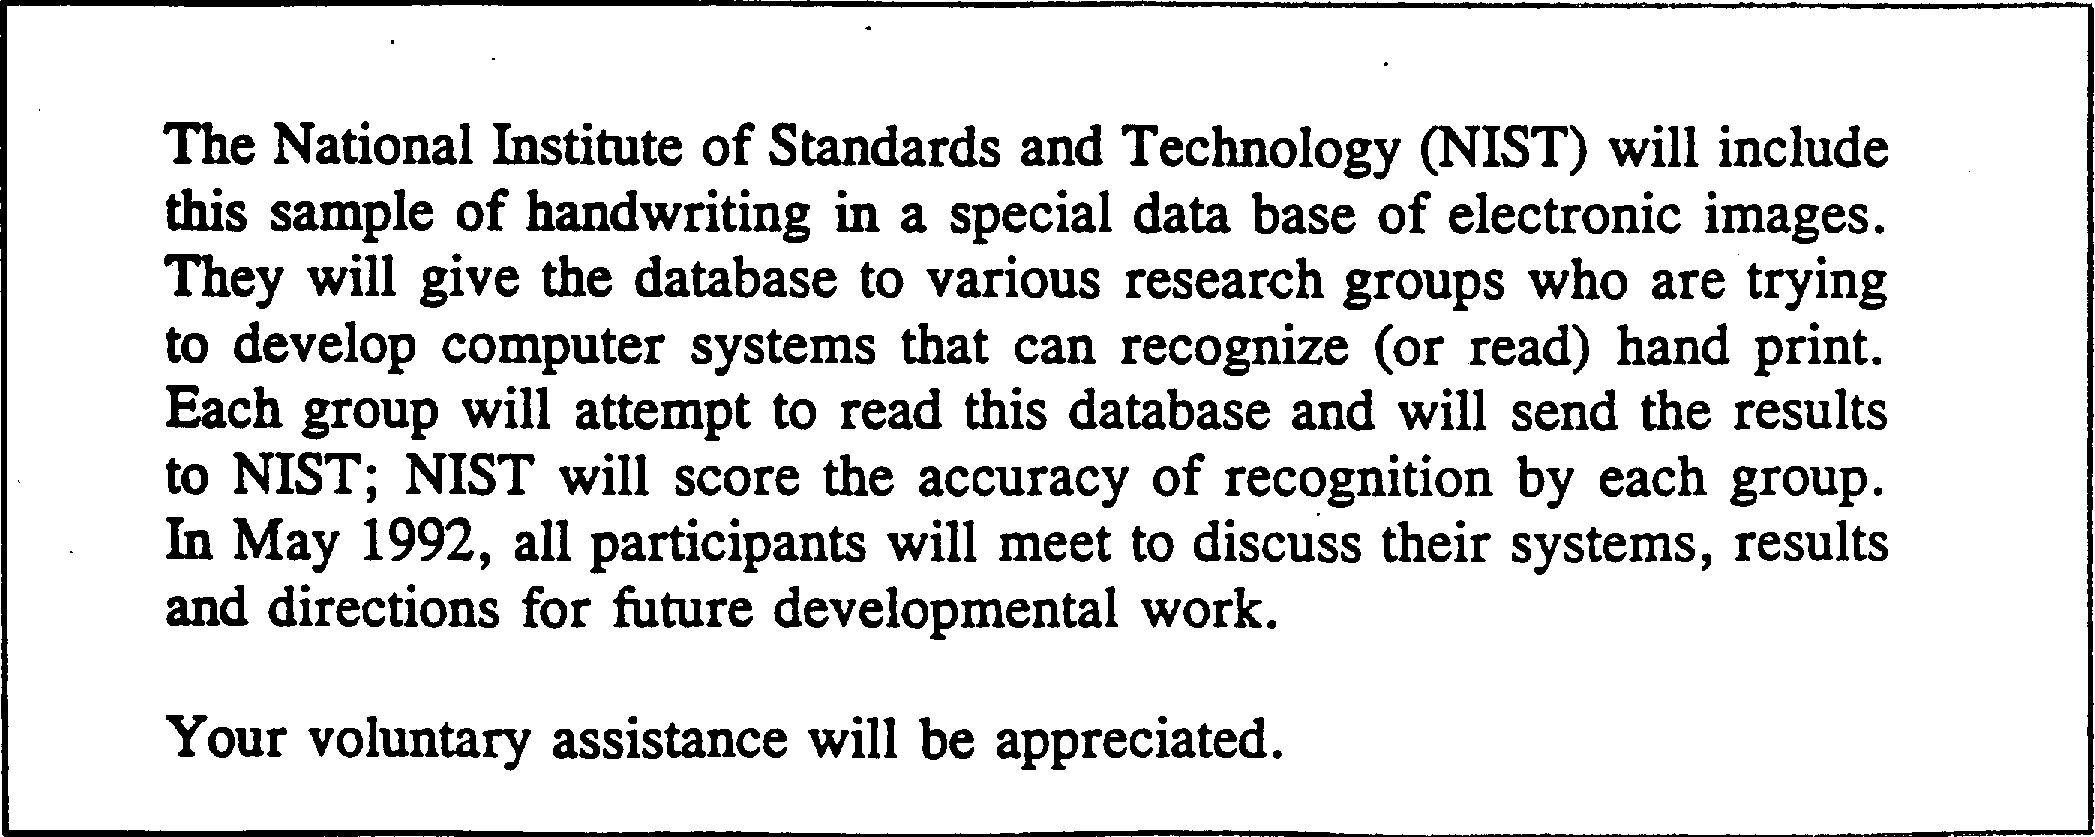 The National Institute of Standards and Technology (NIST) will include
this sample of handwriting in a special data base of electronic images.
They will give the database to various research groups who are trying
to develop computer systems that can recognize (or read) hand print.
Each group will attempt to read this database and will send the results
to NIST; NIST will score the accuracy of recognition by each group.
In May 1992, all participants will meet to discuss their systems, results
and directions for future developmental work.
Your voluntary assistance will be appreciated.